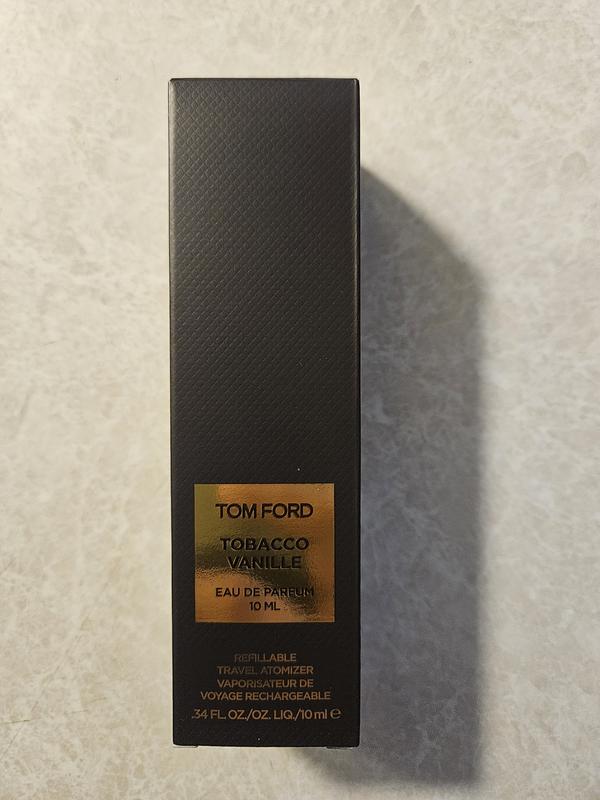 TOM FORD
TOBACCO
VANILLE
EAU DE PARFUM
10 ML
REFILLABLE
TRAVEL ATOMIZER
VAPORISATEUR DE
VOYAGE RECHARGEABLE
.34 FL. OZ./OZ. LIQ./10 ml ℮